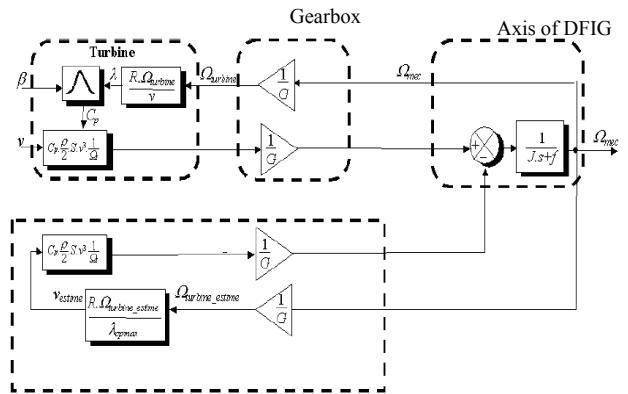 Gearbox
Axis of DFIG
Turbine
β
λ
R.Ω_turbine / v
Ω_turbine
1/G
Ω_mec
C_p
v
C_p. ρ/2 .S.v³. 1/Ω
1/G
+
−
1 / J.s+f
Ω_mec
C_p. ρ/2 .S.v³. 1/Ω
1/G
v_estime
R.Ω_turbine_estime / λ_cpmax
Ω_turbine_estime
1/G